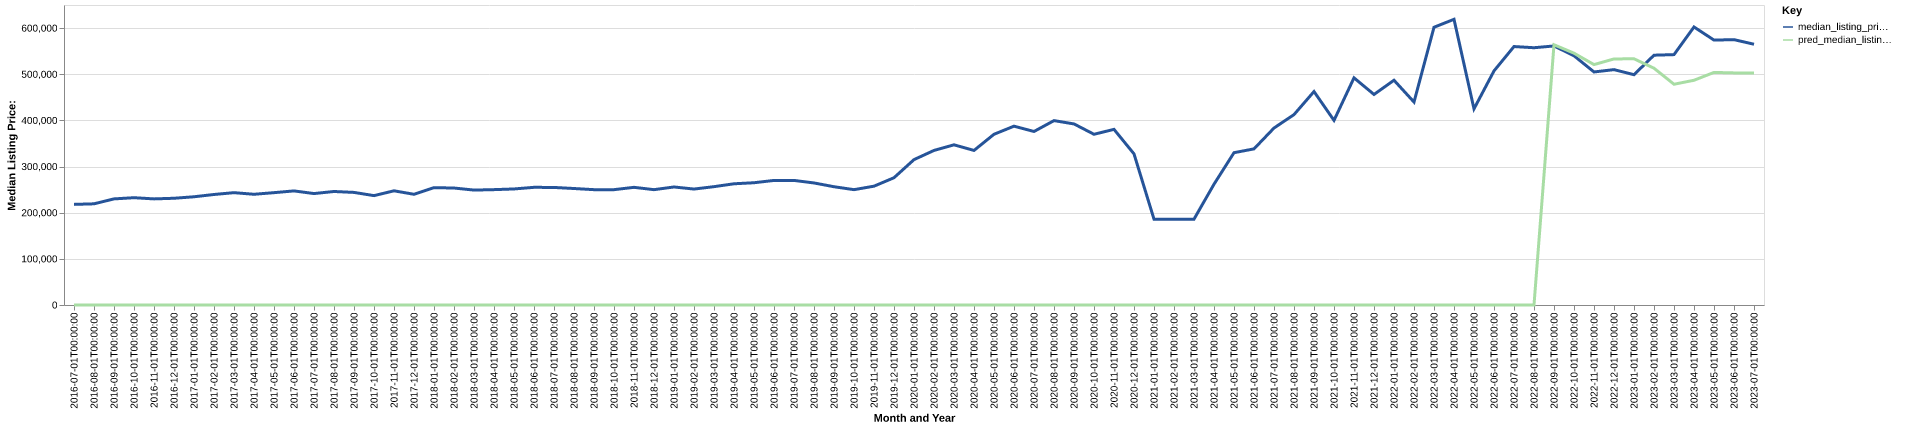 Key
median_listing_pri…
pred_median_listin…
Median Listing Price:
600,000
500,000
400,000
300,000
200,000
100,000
0
2016-07-01T00:00:00
2016-08-01T00:00:00
2016-09-01T00:00:00
2016-10-01T00:00:00
2016-11-01T00:00:00
2016-12-01T00:00:00
2017-01-01T00:00:00
2017-02-01T00:00:00
2017-03-01T00:00:00
2017-04-01T00:00:00
2017-05-01T00:00:00
2017-06-01T00:00:00
2017-07-01T00:00:00
2017-08-01T00:00:00
2017-09-01T00:00:00
2017-10-01T00:00:00
2017-11-01T00:00:00
2017-12-01T00:00:00
2018-01-01T00:00:00
2018-02-01T00:00:00
2018-03-01T00:00:00
2018-04-01T00:00:00
2018-05-01T00:00:00
2018-06-01T00:00:00
2018-07-01T00:00:00
2018-08-01T00:00:00
2018-09-01T00:00:00
2018-10-01T00:00:00
2018-11-01T00:00:00
2018-12-01T00:00:00
2019-01-01T00:00:00
2019-02-01T00:00:00
2019-03-01T00:00:00
2019-04-01T00:00:00
2019-05-01T00:00:00
2019-06-01T00:00:00
2019-07-01T00:00:00
2019-08-01T00:00:00
2019-09-01T00:00:00
2019-10-01T00:00:00
2019-11-01T00:00:00
2019-12-01T00:00:00
2020-01-01T00:00:00
2020-02-01T00:00:00
2020-03-01T00:00:00
2020-04-01T00:00:00
2020-05-01T00:00:00
2020-06-01T00:00:00
2020-07-01T00:00:00
2020-08-01T00:00:00
2020-09-01T00:00:00
2020-10-01T00:00:00
2020-11-01T00:00:00
2020-12-01T00:00:00
2021-01-01T00:00:00
2021-02-01T00:00:00
2021-03-01T00:00:00
2021-04-01T00:00:00
2021-05-01T00:00:00
2021-06-01T00:00:00
2021-07-01T00:00:00
2021-08-01T00:00:00
2021-09-01T00:00:00
2021-10-01T00:00:00
2021-11-01T00:00:00
2021-12-01T00:00:00
2022-01-01T00:00:00
2022-02-01T00:00:00
2022-03-01T00:00:00
2022-04-01T00:00:00
2022-05-01T00:00:00
2022-06-01T00:00:00
2022-07-01T00:00:00
2022-08-01T00:00:00
2022-09-01T00:00:00
2022-10-01T00:00:00
2022-11-01T00:00:00
2022-12-01T00:00:00
2023-01-01T00:00:00
2023-02-01T00:00:00
2023-03-01T00:00:00
2023-04-01T00:00:00
2023-05-01T00:00:00
2023-06-01T00:00:00
2023-07-01T00:00:00
Month and Year